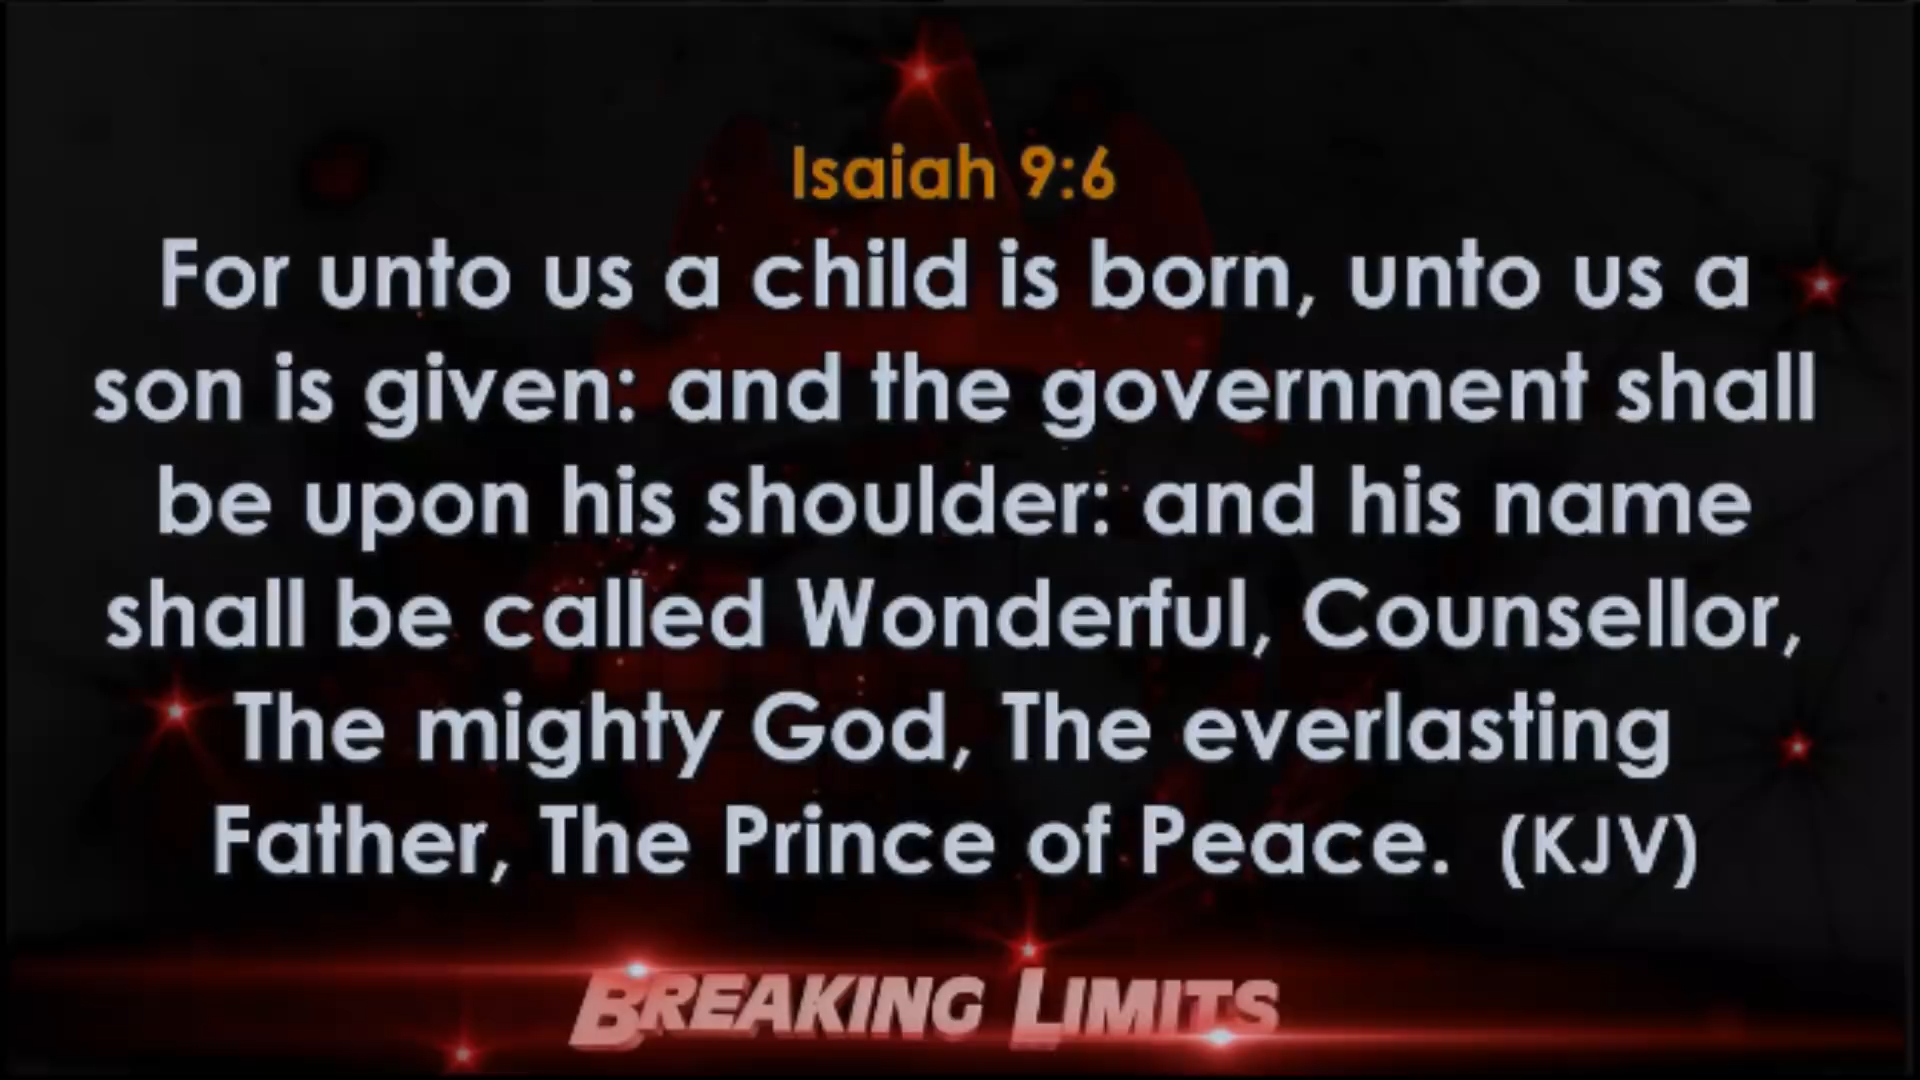 Isaiah 9:6
For unto us a child is born, unto us a
son is given: and the government shall
be upon his shoulder: and his name
shall be called Wonderful, Counsellor,
The mighty God, The everlasting
Father, The Prince of Peace. (KJV)
BREAKING LIMITS